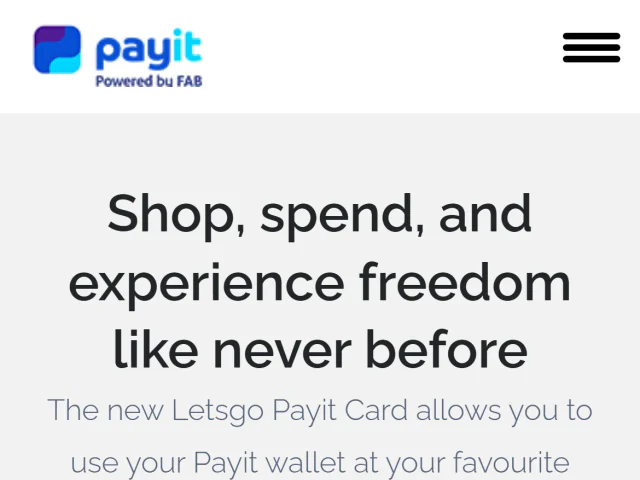 payit
Powered by FAB
Shop, spend, and
experience freedom
like never before
The new Letsgo Payit Card allows you to
use your Payit wallet at your favourite